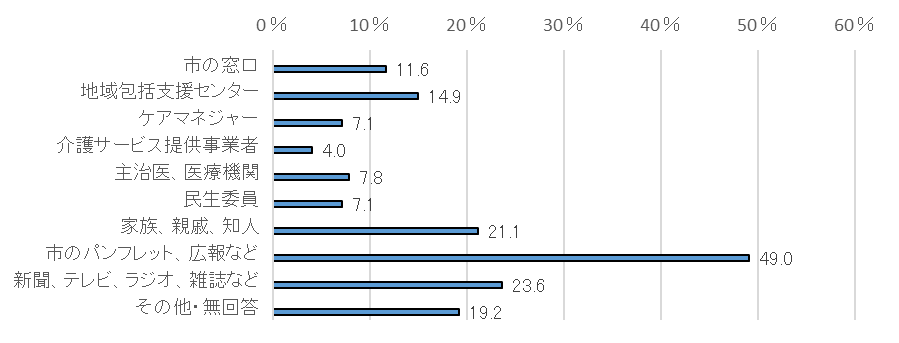 0% 10% 20% 30% 40% 50% 60%
市の窓口 11.6
地域包括支援センター 14.9
ケアマネジャー 7.1
介護サービス提供事業者 4.0
主治医、医療機関 7.8
民生委員 7.1
家族、親戚、知人 21.1
市のパンフレット、広報など 49.0
新聞、テレビ、ラジオ、雑誌など 23.6
その他・無回答 19.2